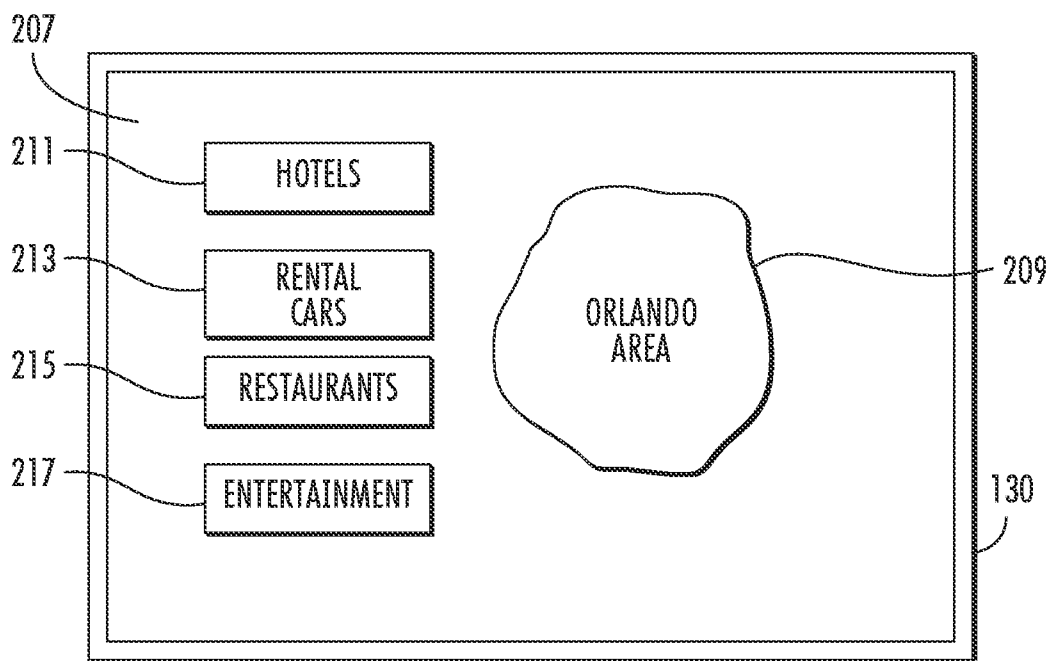 207
211
HOTELS
213
RENTAL
CARS
209
ORLANDO
AREA
215
RESTAURANTS
217
ENTERTAINMENT
130